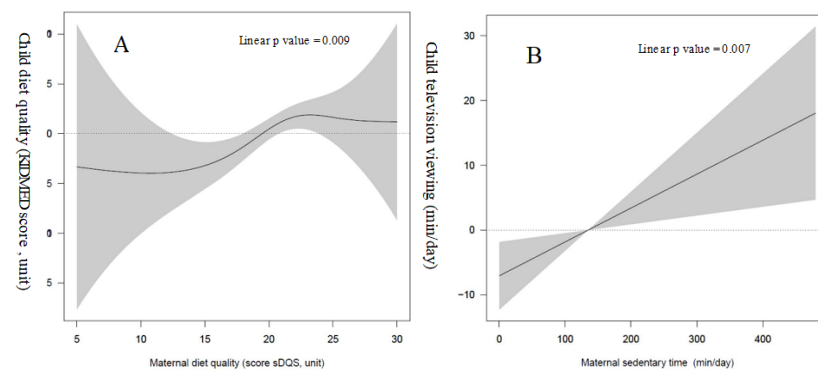 A
Linear p value = 0.009
Child diet quality (KIDMED score , unit)
0
5
0
5
0
5
5
10
15
20
25
30
Maternal diet quality (score sDQS, unit)
B
Linear p value = 0.007
Child television viewing (min/day)
30
20
10
0
−10
0
100
200
300
400
Maternal sedentary time (min/day)